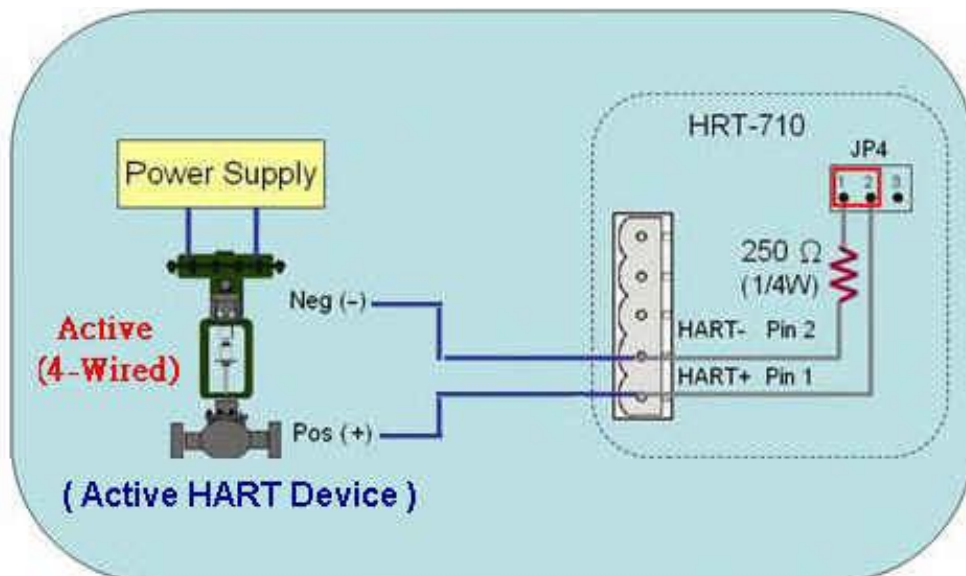 HRT-710
JP4
1 2 3
Power Supply
250 Ω
(1/4W)
Neg (–)
Active
(4-Wired)
HART- Pin 2
HART+ Pin 1
Pos (+)
( Active HART Device )